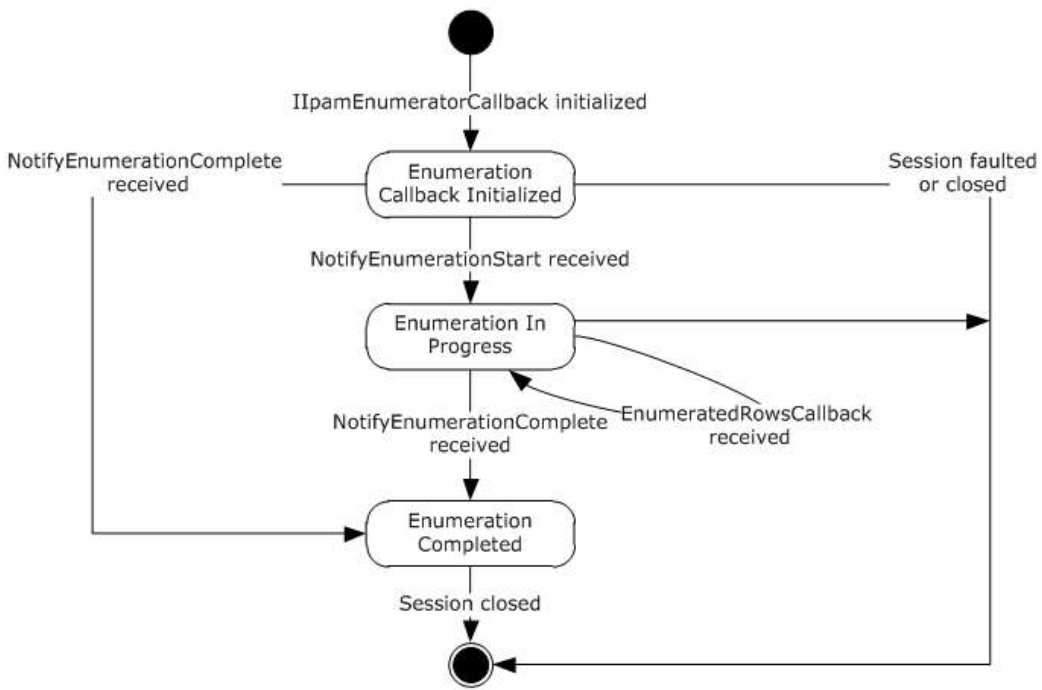 IIpamEnumeratorCallback initialized
NotifyEnumerationComplete
received
Enumeration
Callback Initialized
Session faulted
or closed
NotifyEnumerationStart received
Enumeration In
Progress
NotifyEnumerationComplete
received
EnumeratedRowsCallback
received
Enumeration
Completed
Session closed